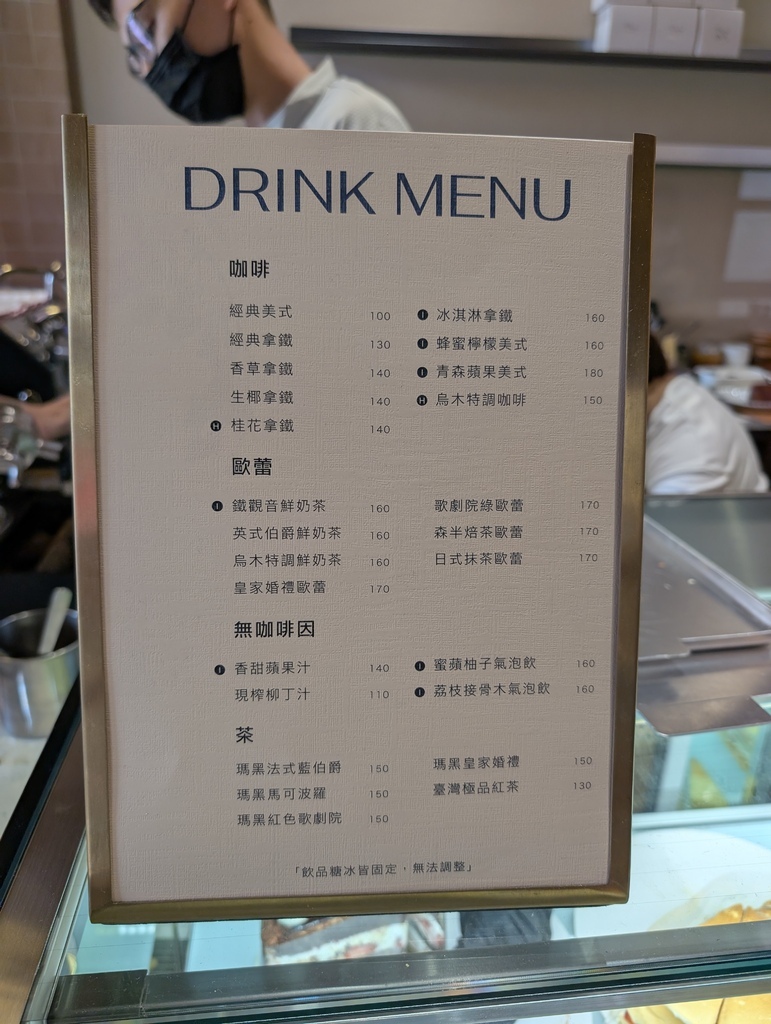 DRINK MENU
咖啡
經典美式 100
經典拿鐵 130
香草拿鐵 140
生椰拿鐵 140
H 桂花拿鐵 140
I 冰淇淋拿鐵 160
I 蜂蜜檸檬美式 160
I 青森蘋果美式 180
H 烏木特調咖啡 150
歐蕾
I 鐵觀音鮮奶茶 160
英式伯爵鮮奶茶 160
烏木特調鮮奶茶 160
皇家婚禮歐蕾 170
歌劇院綠歐蕾 170
森半焙茶歐蕾 170
日式抹茶歐蕾 170
無咖啡因
I 香甜蘋果汁 140
現榨柳丁汁 110
I 蜜蘋柚子氣泡飲 160
I 荔枝接骨木氣泡飲 160
茶
瑪黑法式藍伯爵 150
瑪黑馬可波羅 150
瑪黑紅色歌劇院 150
瑪黑皇家婚禮 150
臺灣極品紅茶 130
「飲品糖冰皆固定，無法調整」